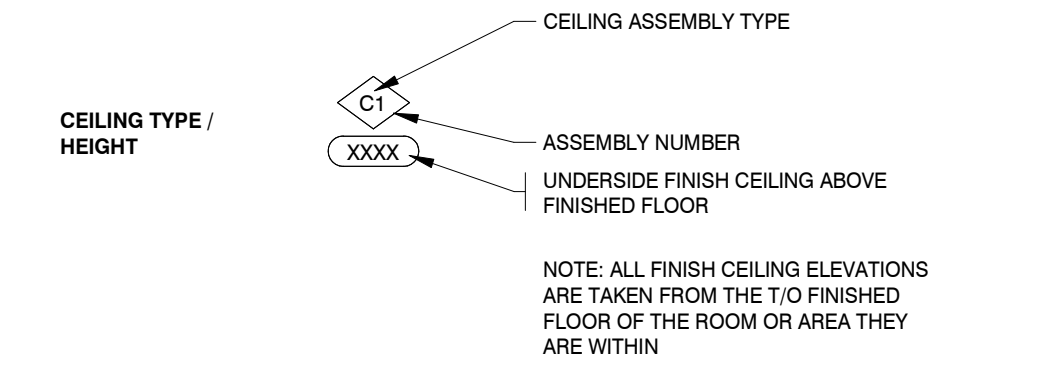 CEILING ASSEMBLY TYPE
C1
CEILING TYPE /
HEIGHT
ASSEMBLY NUMBER
XXXX
UNDERSIDE FINISH CEILING ABOVE
FINISHED FLOOR
NOTE: ALL FINISH CEILING ELEVATIONS
ARE TAKEN FROM THE T/O FINISHED
FLOOR OF THE ROOM OR AREA THEY
ARE WITHIN